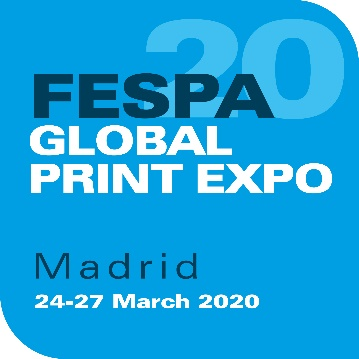 20
FESPA
GLOBAL
PRINT EXPO
Madrid
24-27 March 2020